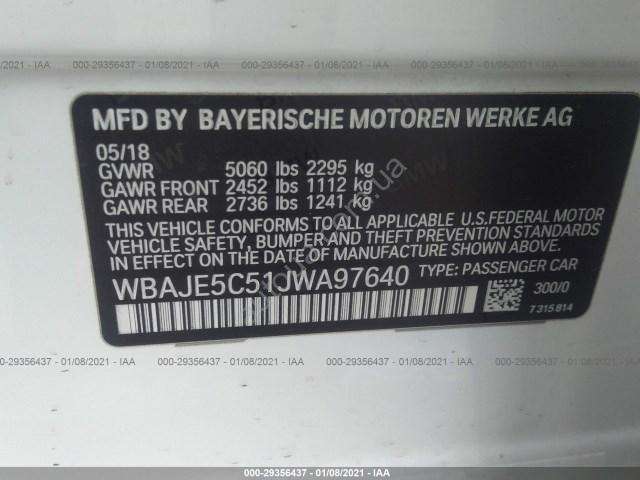 000-29356437 - 01/08/2021 - IAA
MFD BY BAYERISCHE MOTOREN WERKE AG
05/18
GVWR 5060 lbs 2295 kg
GAWR FRONT 2452 lbs 1112 kg
GAWR REAR 2736 lbs 1241 kg
THIS VEHICLE CONFORMS TO ALL APPLICABLE U.S.FEDERAL MOTOR
VEHICLE SAFETY, BUMPER AND THEFT PREVENTION STANDARDS
IN EFFECT ON THE DATE OF MANUFACTURE SHOWN ABOVE.
WBAJE5C51JWA97640 TYPE: PASSENGER CAR
300/0
7315814
000-29356437 - 01/08/2021 - IAA
000-29356437 - 01/08/2021 - IAA
000-29356437 - 01/08/2021 - IAA
000-29356437 - 01/08/2021 - IAA